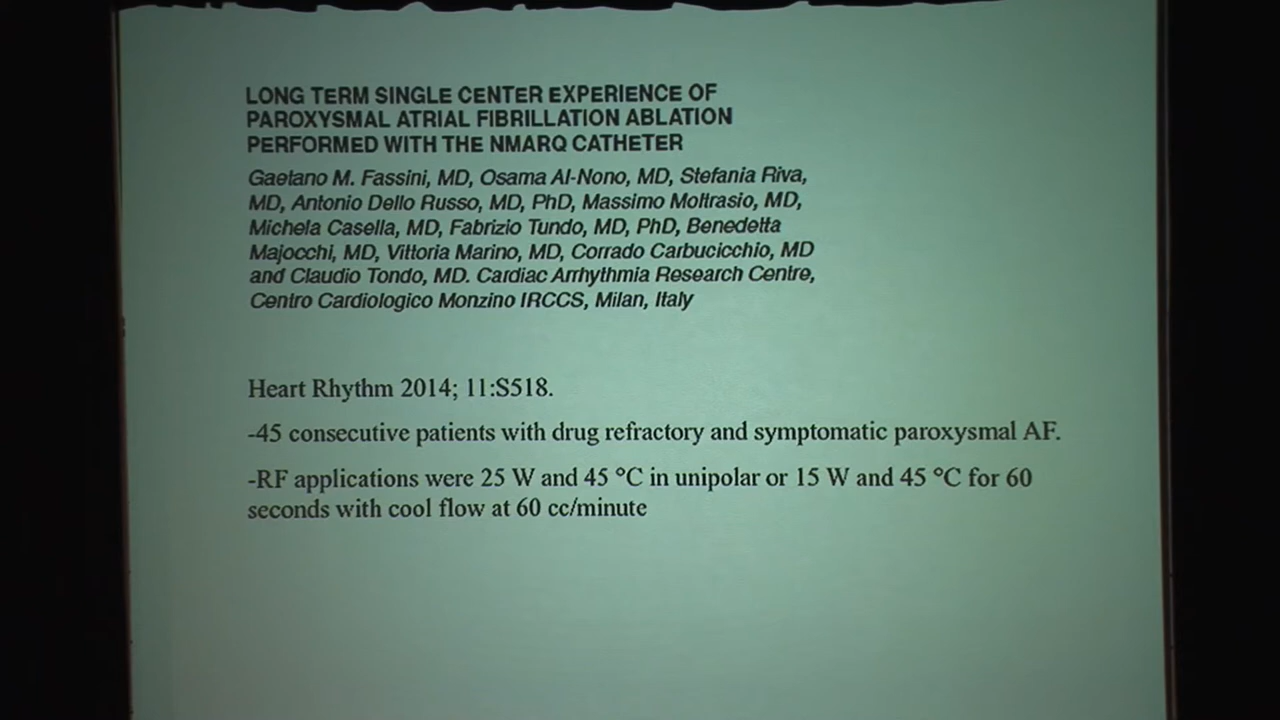 LONG TERM SINGLE CENTER EXPERIENCE OF
PAROXYSMAL ATRIAL FIBRILLATION ABLATION
PERFORMED WITH THE NMARQ CATHETER
Gaetano M. Fassini, MD, Osama Al-Nono, MD, Stefania Riva,
MD, Antonio Dello Russo, MD, PhD, Massimo Moltrasio, MD,
Michela Casella, MD, Fabrizio Tundo, MD, PhD, Benedetta
Majocchi, MD, Vittoria Marino, MD, Corrado Carbucicchio, MD
and Claudio Tondo, MD. Cardiac Arrhythmia Research Centre,
Centro Cardiologico Monzino IRCCS, Milan, Italy
Heart Rhythm 2014; 11:S518.
-45 consecutive patients with drug refractory and symptomatic paroxysmal AF.
-RF applications were 25 W and 45 °C in unipolar or 15 W and 45 °C for 60
seconds with cool flow at 60 cc/minute